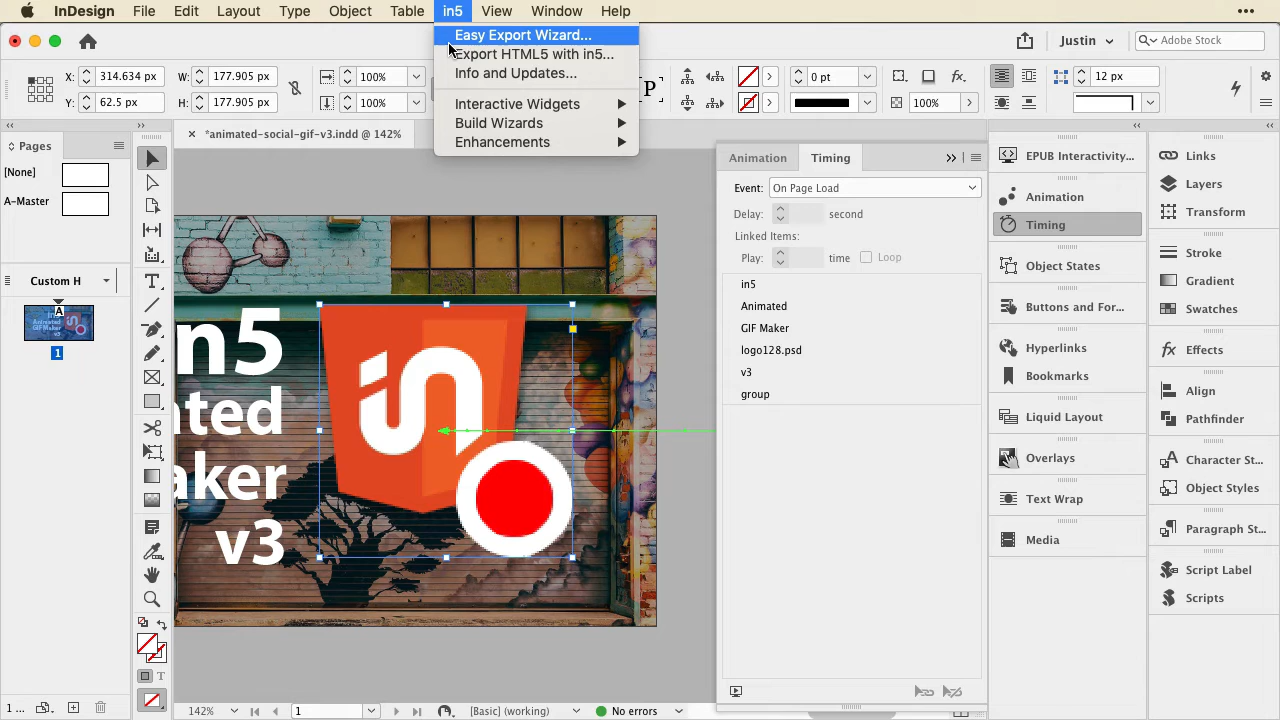 InDesign File Edit Layout Type Object Table in5 View Window Help
Easy Export Wizard...
Export HTML5 with in5...
Info and Updates...
Interactive Widgets
Build Wizards
Enhancements
Justin
Adobe Stock
X: 314.634 px
W: 177.905 px
100%
0 pt
12 px
Y: 62.5 px
H: 177.905 px
100%
P
fx
100%
*animated-social-gif-v3.indd @ 142%
Pages
[None]
A-Master
Custom H
A
1
in5
ated
aker
v3
Animation Timing
Event: On Page Load
Delay: second
Linked Items:
Play: time Loop
in5
Animated
GIF Maker
logo128.psd
v3
group
EPUB Interactivity...
Animation
Timing
Object States
Buttons and For...
Hyperlinks
Bookmarks
Liquid Layout
Overlays
Text Wrap
Media
Links
Layers
Transform
Stroke
Gradient
Swatches
fx Effects
Align
Pathfinder
Character St...
Object Styles
Paragraph St...
Script Label
Scripts
1 ...
142%
1
[Basic] (working)
No errors